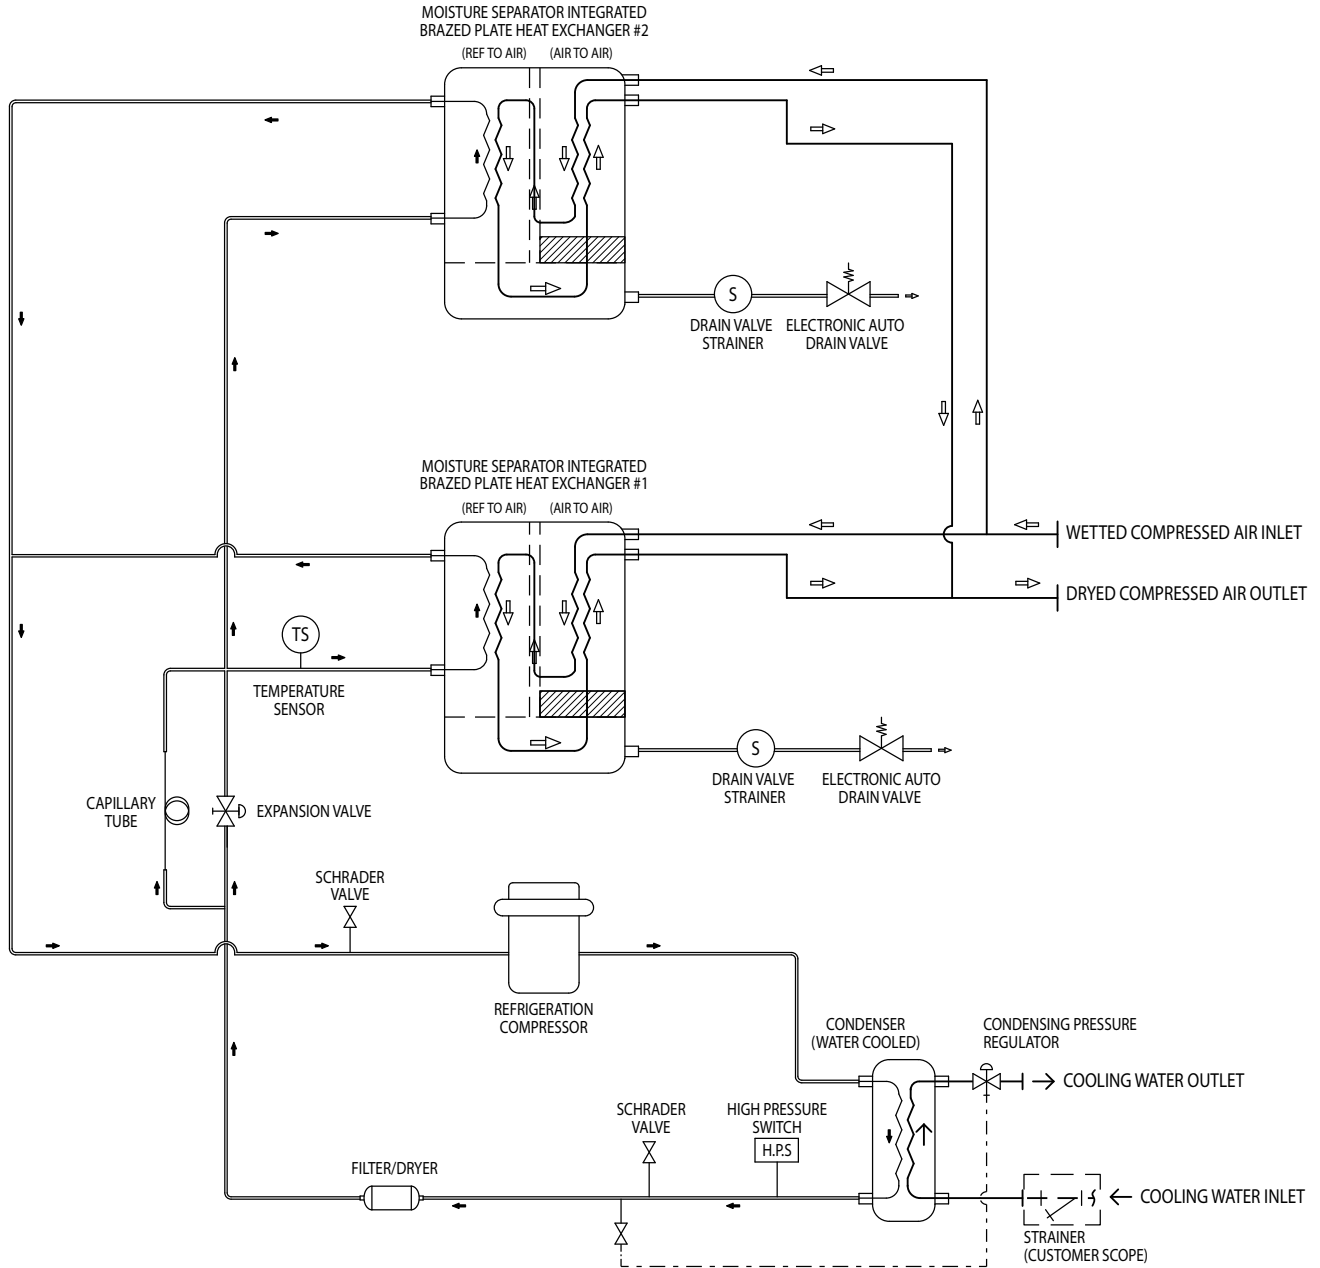 MOISTURE SEPARATOR INTEGRATED
BRAZED PLATE HEAT EXCHANGER #2
(REF TO AIR) (AIR TO AIR)
S
DRAIN VALVE
STRAINER
ELECTRONIC AUTO
DRAIN VALVE
MOISTURE SEPARATOR INTEGRATED
BRAZED PLATE HEAT EXCHANGER #1
(REF TO AIR) (AIR TO AIR)
WETTED COMPRESSED AIR INLET
DRYED COMPRESSED AIR OUTLET
TS
TEMPERATURE
SENSOR
S
DRAIN VALVE
STRAINER
ELECTRONIC AUTO
DRAIN VALVE
CAPILLARY
TUBE
EXPANSION VALVE
SCHRADER
VALVE
REFRIGERATION
COMPRESSOR
CONDENSER
(WATER COOLED)
CONDENSING PRESSURE
REGULATOR
COOLING WATER OUTLET
SCHRADER
VALVE
HIGH PRESSURE
SWITCH
H.P.S
FILTER/DRYER
COOLING WATER INLET
STRAINER
(CUSTOMER SCOPE)